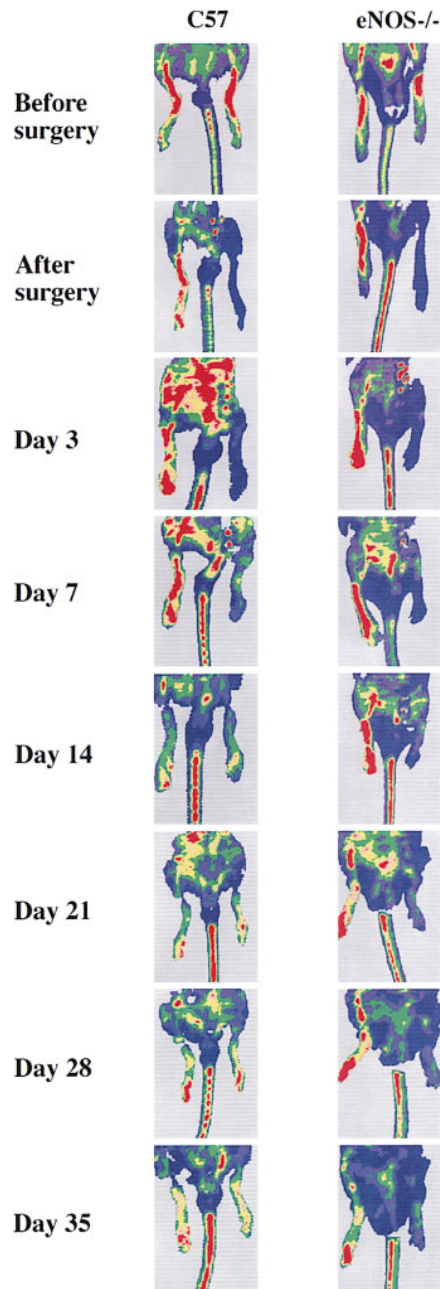 C57 eNOS-/-
Before
surgery
After
surgery
Day 3
Day 7
Day 14
Day 21
Day 28
Day 35